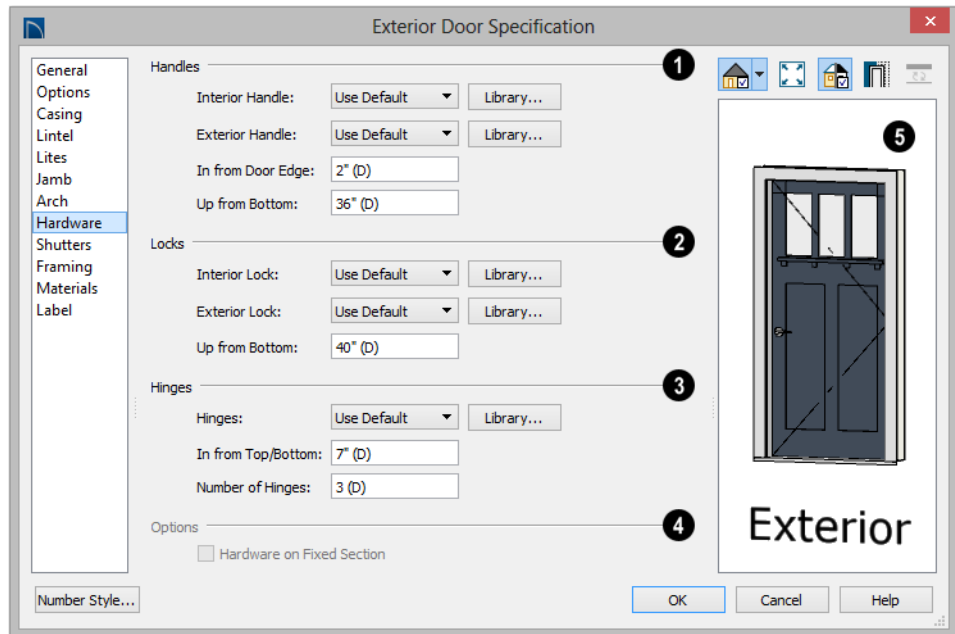 Exterior Door Specification
General
Options
Casing
Lintel
Lites
Jamb
Arch
Hardware
Shutters
Framing
Materials
Label
Handles 1
Interior Handle: Use Default Library...
Exterior Handle: Use Default Library...
In from Door Edge: 2" (D)
Up from Bottom: 36" (D)
Locks 2
Interior Lock: Use Default Library...
Exterior Lock: Use Default Library...
Up from Bottom: 40" (D)
Hinges 3
Hinges: Use Default Library...
In from Top/Bottom: 7" (D)
Number of Hinges: 3 (D)
Options 4
Hardware on Fixed Section
5
Exterior
Number Style... OK Cancel Help